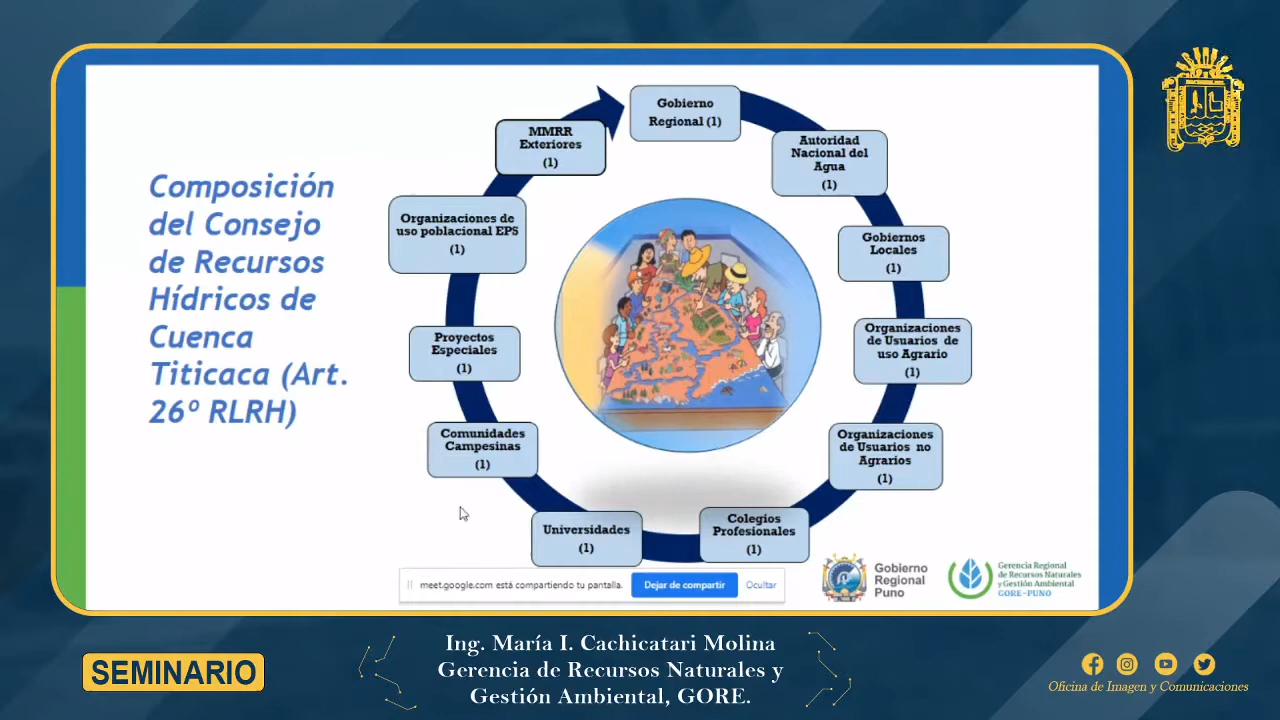 Composición
del Consejo
de Recursos
Hídricos de
Cuenca
Titicaca (Art.
26º RLRH)
Gobierno
Regional (1)
Autoridad
Nacional del
Agua
(1)
Gobiernos
Locales
(1)
Organizaciones
de Usuarios de
uso Agrario
(1)
Organizaciones
de Usuarios no
Agrarios
(1)
Colegios
Profesionales
(1)
Universidades
(1)
Comunidades
Campesinas
(1)
Proyectos
Especiales
(1)
Organizaciones de
uso poblacional EPS
(1)
MMRR
Exteriores
(1)
meet.google.com está compartiendo tu pantalla.
Dejar de compartir
Ocultar
Gobierno
Regional
Puno
Gerencia Regional
de Recursos Naturales
y Gestión Ambiental
GORE-PUNO
SEMINARIO
Ing. María I. Cachicatari Molina
Gerencia de Recursos Naturales y
Gestión Ambiental, GORE.
Oficina de Imagen y Comunicaciones